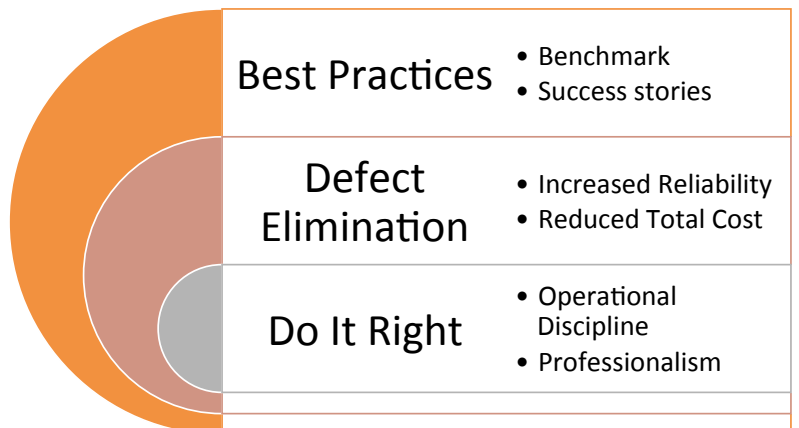 Best Practices
• Benchmark
• Success stories
Defect
Elimination
• Increased Reliability
• Reduced Total Cost
Do It Right
• Operational
Discipline
• Professionalism